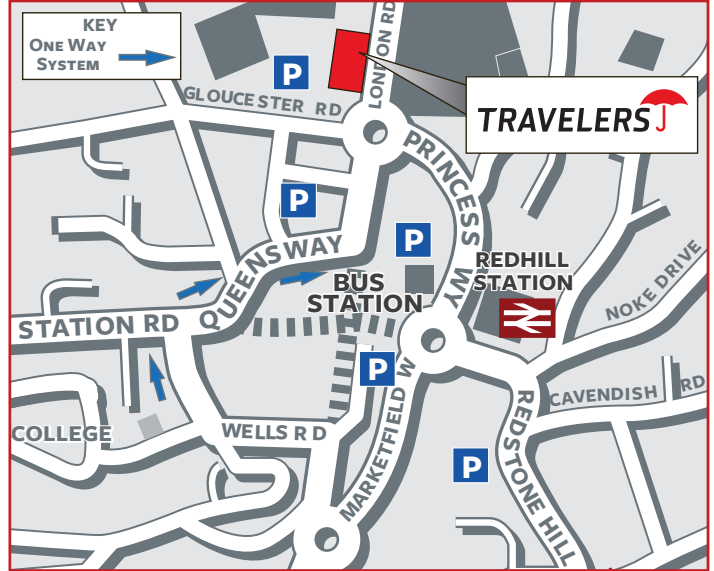 KEY
ONE WAY
SYSTEM
P
LONDON RD
GLOUCESTER RD
TRAVELERS
PRINCESS WY
P
P
QUEENSWAY
BUS
STATION
REDHILL
STATION
NOKE DRIVE
STATION RD
P
CAVENDISH RD
COLLEGE
WELLS RD
MARKETFIELD W
REDSTONE HILL
P